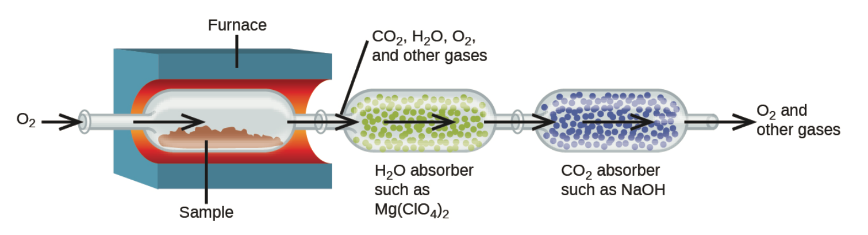 Furnace
CO₂, H₂O, O₂,
and other gases
O₂
O₂ and
other gases
H₂O absorber
such as
Mg(ClO₄)₂
CO₂ absorber
such as NaOH
Sample